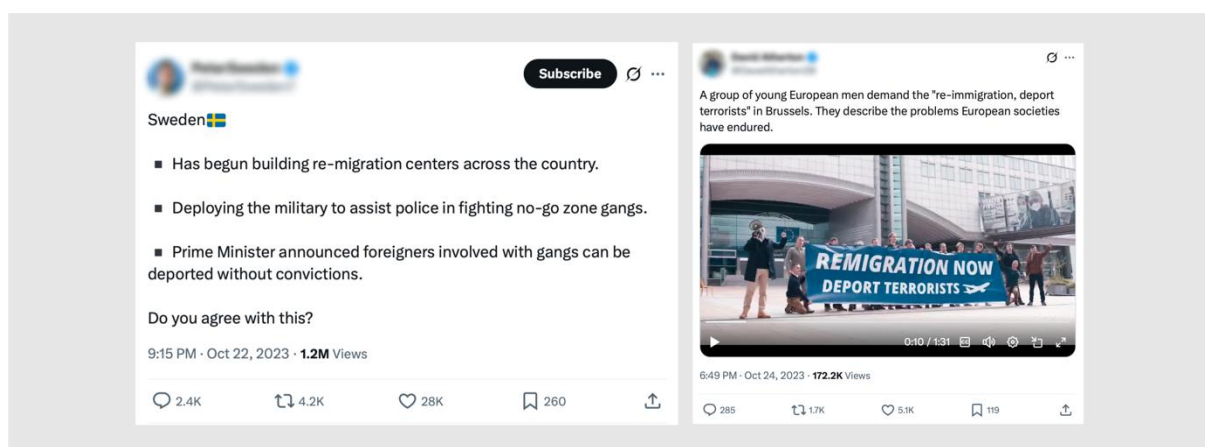 Subscribe
Sweden🇸🇪
▪ Has begun building re-migration centers across the country.
▪ Deploying the military to assist police in fighting no-go zone gangs.
▪ Prime Minister announced foreigners involved with gangs can be
deported without convictions.
Do you agree with this?
9:15 PM · Oct 22, 2023 · 1.2M Views
2.4K 4.2K 28K 260
A group of young European men demand the "re-immigration, deport
terrorists" in Brussels. They describe the problems European societies
have endured.
REMIGRATION NOW
DEPORT TERRORISTS
0:10 / 1:31
6:49 PM · Oct 24, 2023 · 172.2K Views
285 1.7K 5.1K 119